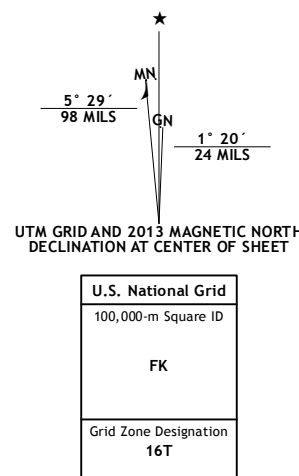 ★
MN
5° 29´
98 MILS
GN
1° 20´
24 MILS
UTM GRID AND 2013 MAGNETIC NORTH
DECLINATION AT CENTER OF SHEET
U.S. National Grid
100,000-m Square ID
FK
Grid Zone Designation
16T